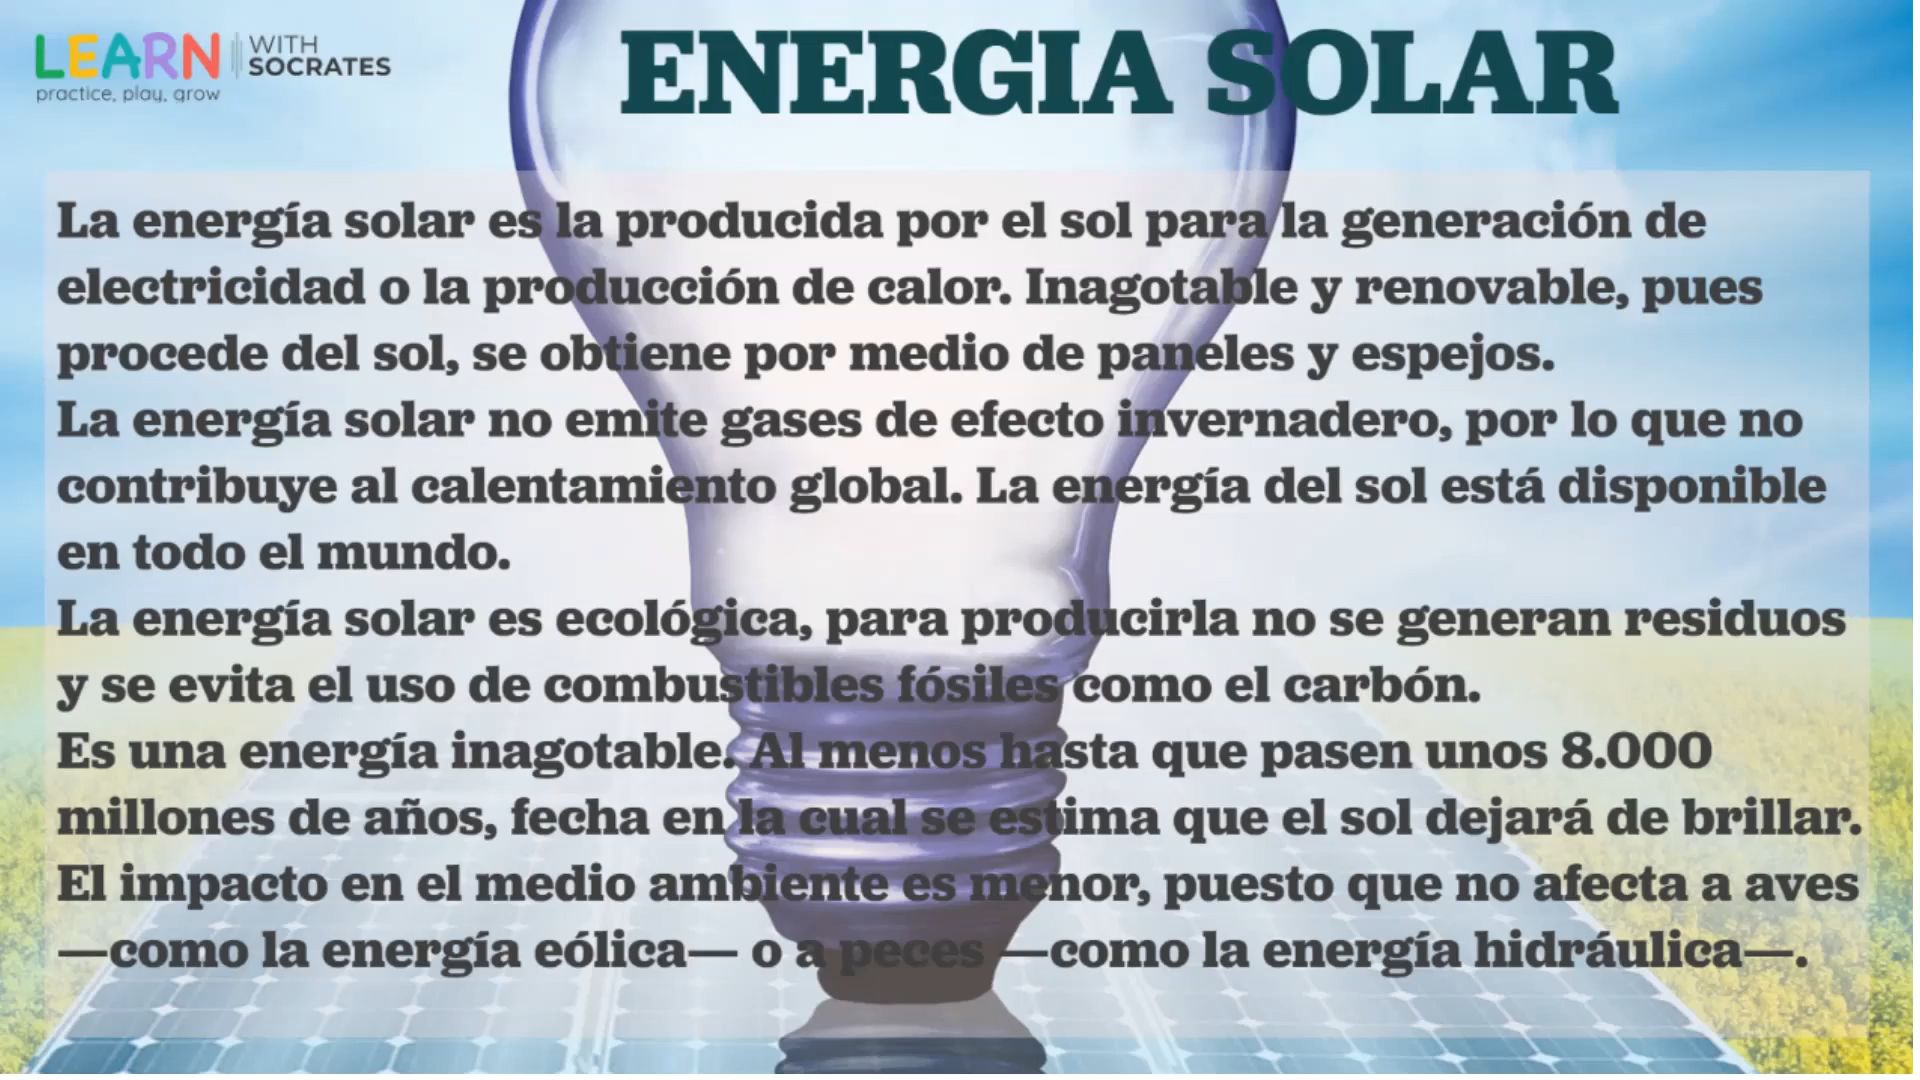 LEARN WITH SOCRATES
practice, play, grow
ENERGIA SOLAR
La energía solar es la producida por el sol para la generación de
electricidad o la producción de calor. Inagotable y renovable, pues
procede del sol, se obtiene por medio de paneles y espejos.
La energía solar no emite gases de efecto invernadero, por lo que no
contribuye al calentamiento global. La energía del sol está disponible
en todo el mundo.
La energía solar es ecológica, para producirla no se generan residuos
y se evita el uso de combustibles fósiles como el carbón.
Es una energía inagotable. Al menos hasta que pasen unos 8.000
millones de años, fecha en la cual se estima que el sol dejará de brillar.
El impacto en el medio ambiente es menor, puesto que no afecta a aves
—como la energía eólica— o a peces —como la energía hidráulica—.